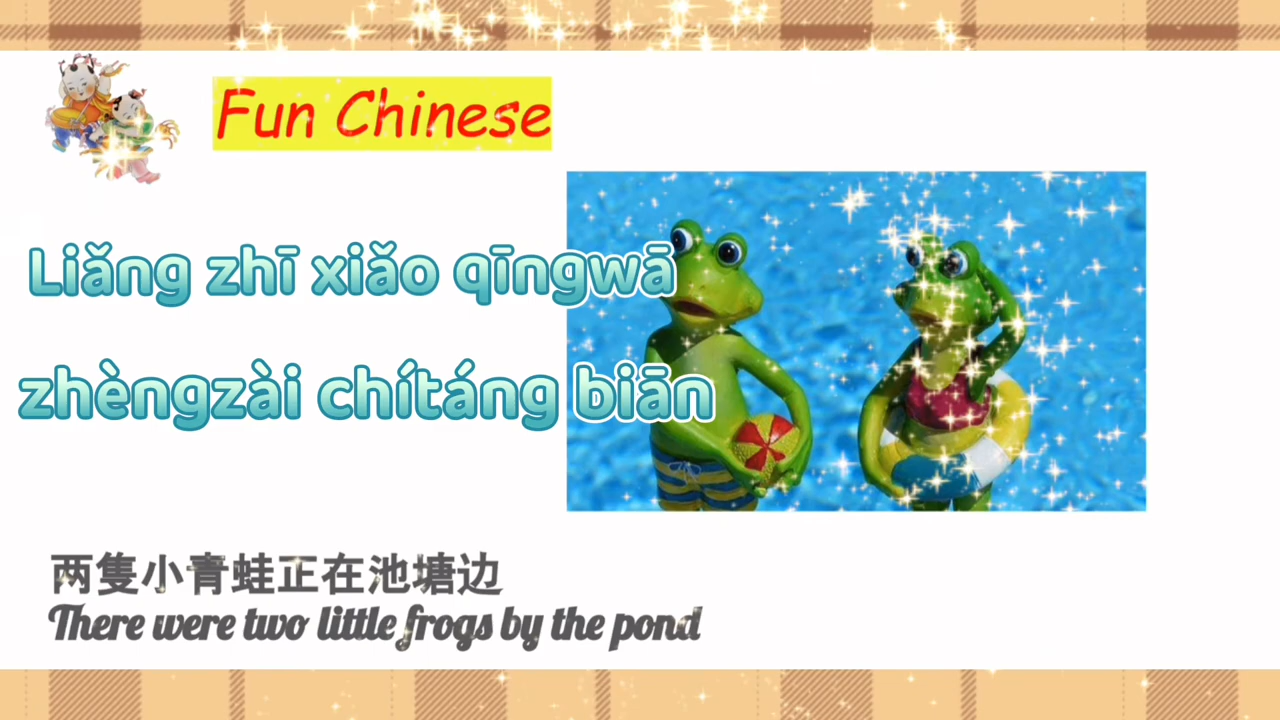 Fun Chinese
Liǎng zhī xiǎo qīngwā
zhèngzài chítáng biān
两隻小青蛙正在池塘边
There were two little frogs by the pond